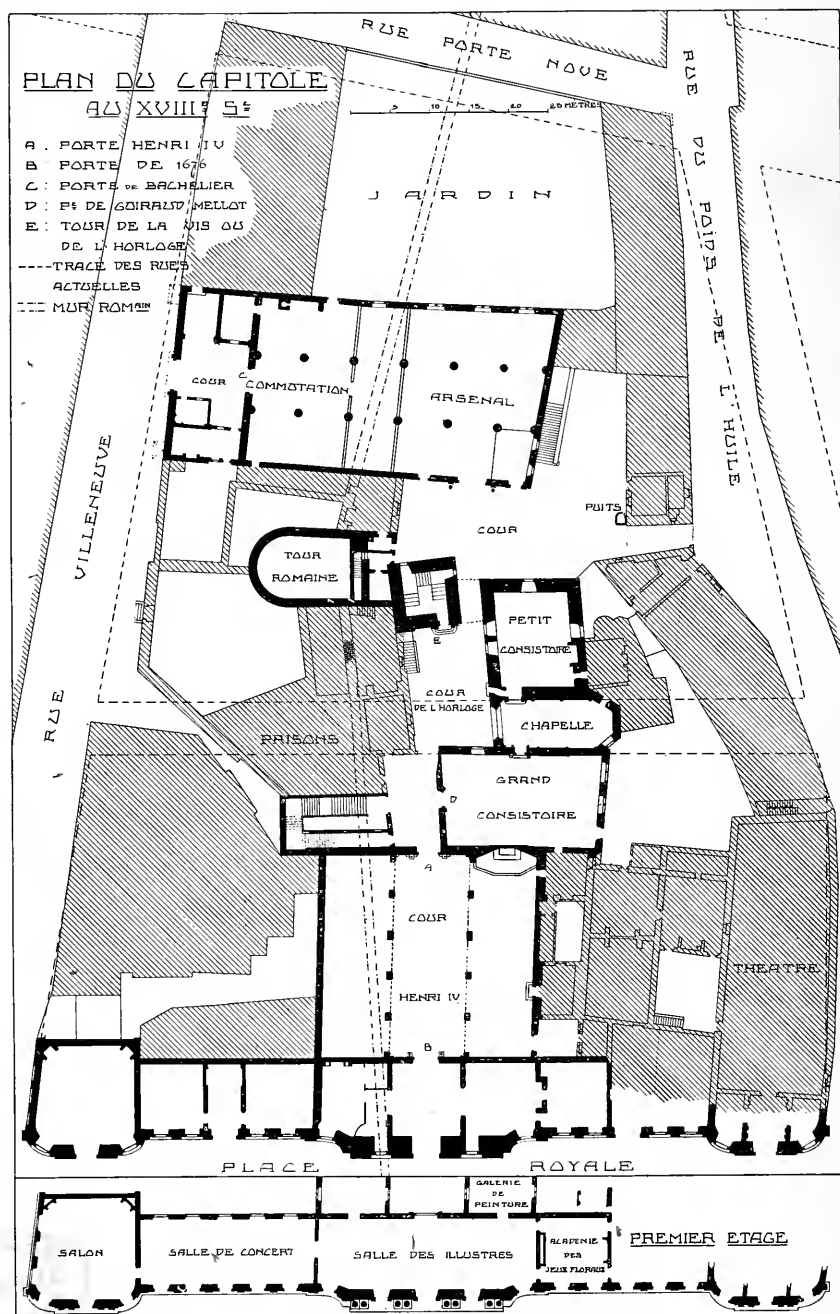 RUE PORTE NOVE
RUE DU POIDS DE L'HUILE
PLAN DU CAPITOLE
AU XVIIIE SE
5 10 15 20 25 METRES
A . PORTE HENRI IV
B PORTE DE 1676
C : PORTE DE BACHELIER
D : PE DE GUIRAUD MELLOT
E : TOUR DE LA VIS OU
DE L'HORLOGE
---- TRACE DES RUES
ACTUELLES
MUR ROMAIN
JARDIN
COUR
C
COMMOTATION
ARSENAL
RUE VILLENEUVE
PUITS
COUR
TOUR
ROMAINE
E
PETIT
CONSISTOIRE
COUR
DE L'HORLOGE
CHAPELLE
PRISONS
GRAND
CONSISTOIRE
D
A
COUR
HENRI IV
B
THEATRE
PLACE ROYALE
GALERIE
DE
PEINTURE
SALON
SALLE DE CONCERT
SALLE DES ILLUSTRES
ACADEMIE
DES
JEUX FLORAUX
PREMIER ETAGE